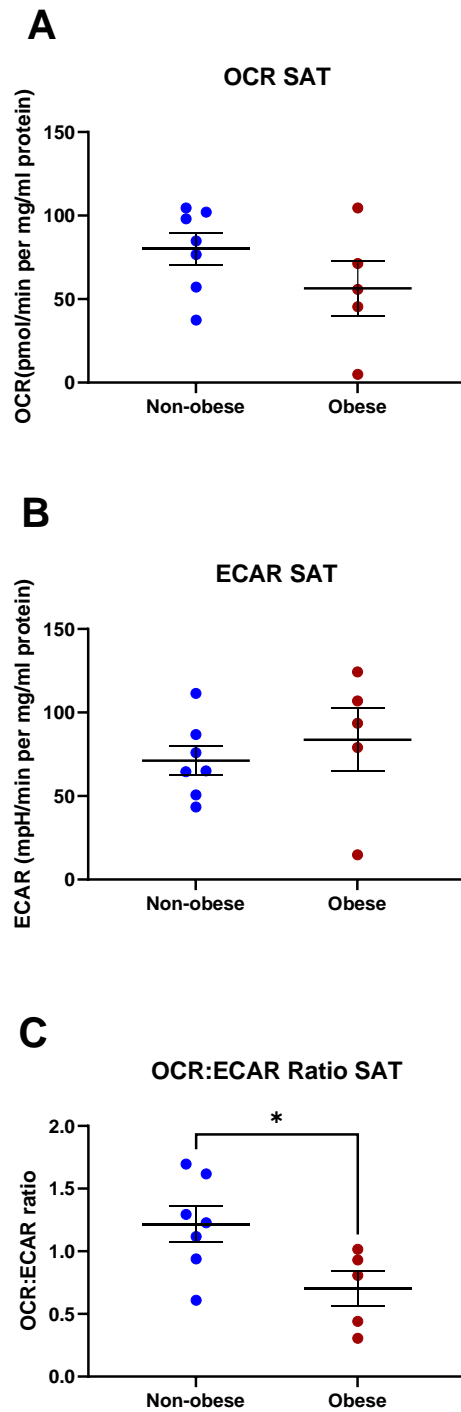 A
OCR SAT
OCR(pmol/min per mg/ml protein)
150
100
50
0
Non-obese Obese
B
ECAR SAT
ECAR (mpH/min per mg/ml protein)
150
100
50
0
Non-obese Obese
C
OCR:ECAR Ratio SAT
*
OCR:ECAR ratio
2.0
1.5
1.0
0.5
0.0
Non-obese Obese